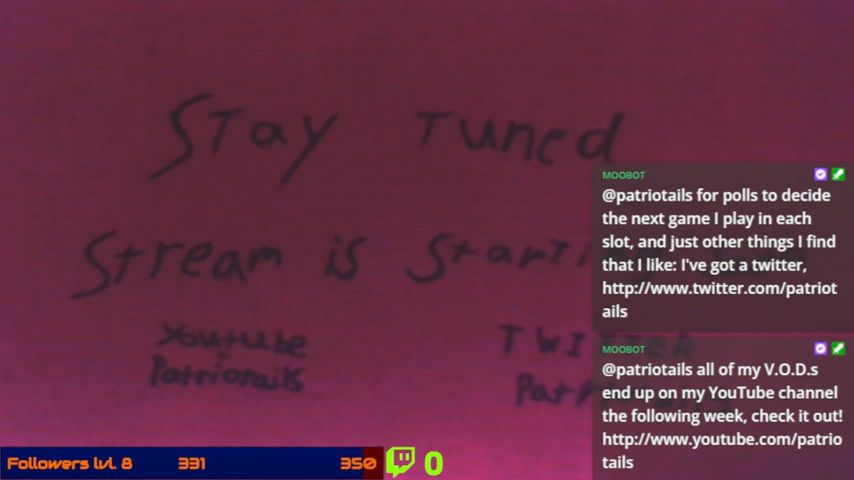 Stay Tuned
Stream is
Youtube
Patriotails
MOOBOT
@patriotails for polls to decide
the next game I play in each
slot, and just other things I find
that I like: I've got a twitter,
http://www.twitter.com/patriot
ails
MOOBOT
@patriotails all of my V.O.D.s
end up on my YouTube channel
the following week, check it out!
http://www.youtube.com/patrio
tails
Followers lvl. 8 331 350 0